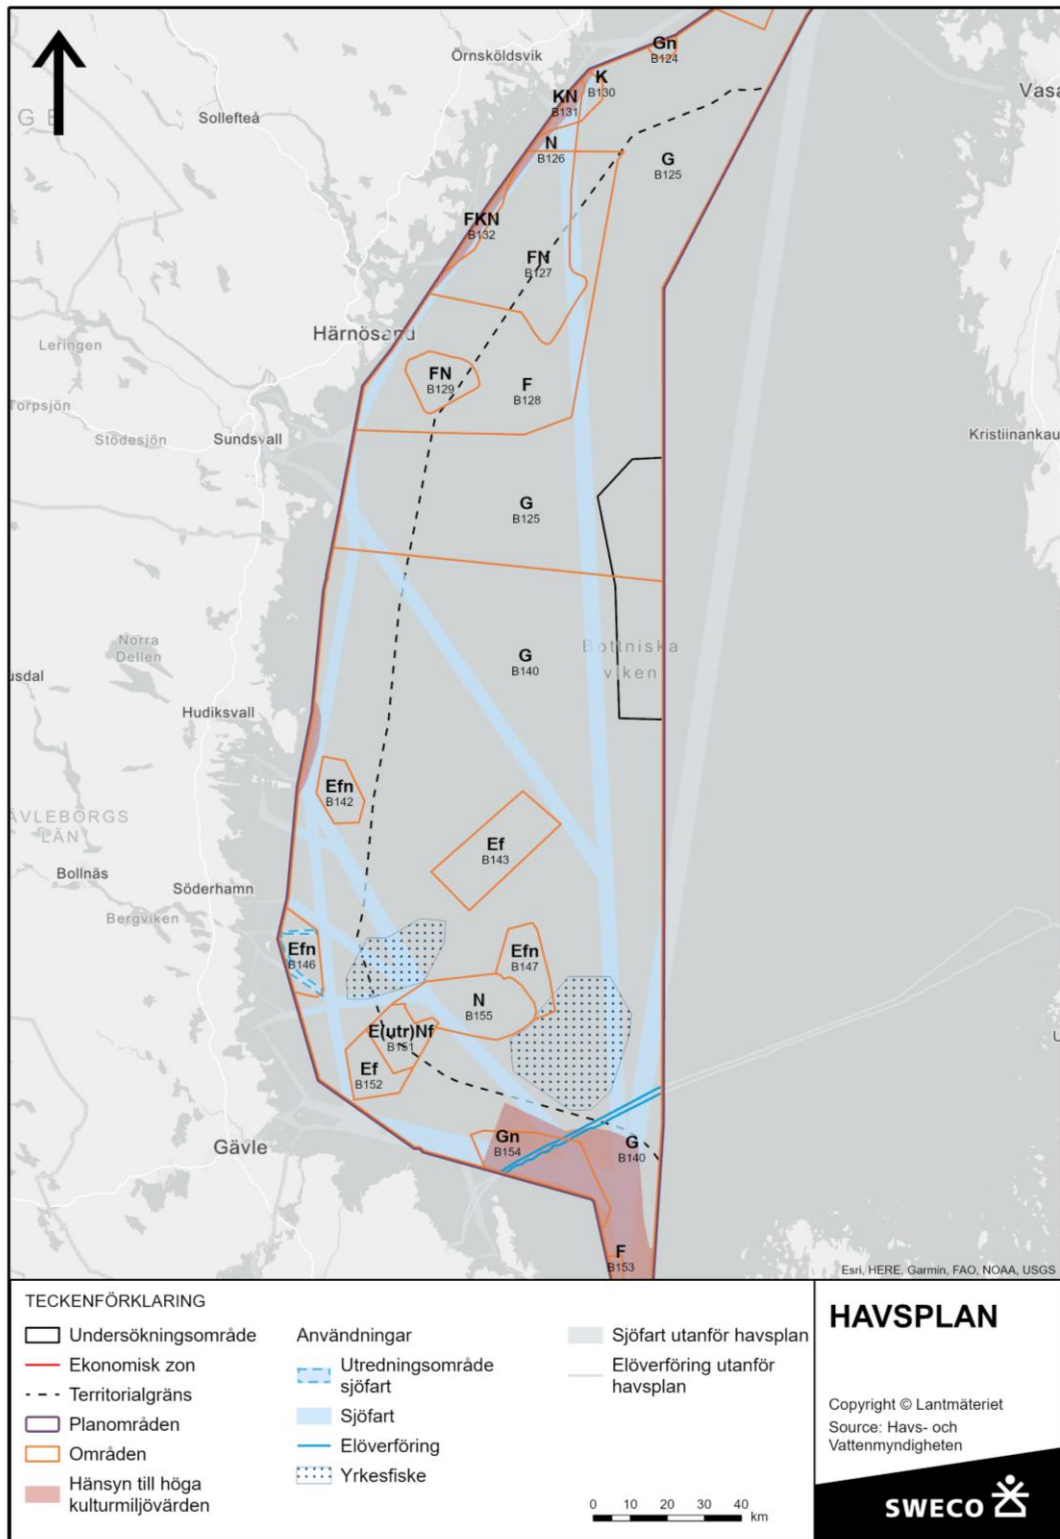 Örnsköldsvik
Gn
B124
K
B130
KN
B131
Vasa
G E
Sollefteå
N
B126
G
B125
FKN
B132
FN
B127
Härnösand
Leringen
FN
B129
F
B128
Torpsjön
Stödesjön
Sundsvall
Kristiinankau
G
B125
Norra
Dellen
G
B140
Bottniska
viken
usdal
Hudiksvall
Efn
B142
ÄVLEBORGS
LÄN
Ef
B143
Bollnäs
Söderhamn
Bergviken
Efn
B146
Efn
B147
N
B155
E(utr)Nf
B151
Ef
B152
U
Gävle
Gn
B154
G
B140
F
B153
Esri, HERE, Garmin, FAO, NOAA, USGS
TECKENFÖRKLARING
Undersökningsområde
Ekonomisk zon
Territorialgräns
Planområden
Områden
Hänsyn till höga
kulturmiljövärden
Användningar
Utredningsområde
sjöfart
Sjöfart
Elöverföring
Yrkesfiske
Sjöfart utanför havsplan
Elöverföring utanför
havsplan
0 10 20 30 40
km
HAVSPLAN
Copyright © Lantmäteriet
Source: Havs- och
Vattenmyndigheten
SWECO